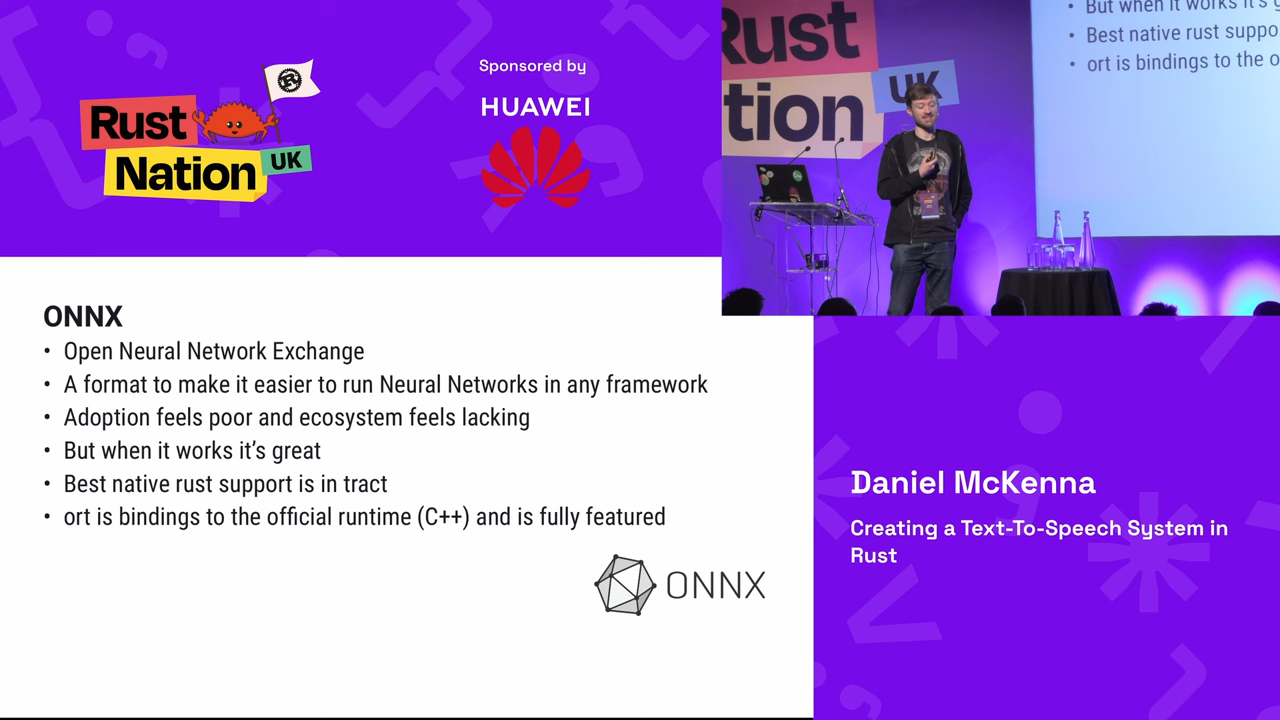 Rust
Nation
UK
Sponsored by
HUAWEI
ONNX
• Open Neural Network Exchange
• A format to make it easier to run Neural Networks in any framework
• Adoption feels poor and ecosystem feels lacking
• But when it works it’s great
• Best native rust support is in tract
• ort is bindings to the official runtime (C++) and is fully featured
ONNX
Rust
tion
UK
• But when it works it's g
• Best native rust suppo
• ort is bindings to the o
Daniel McKenna
Creating a Text-To-Speech System in
Rust